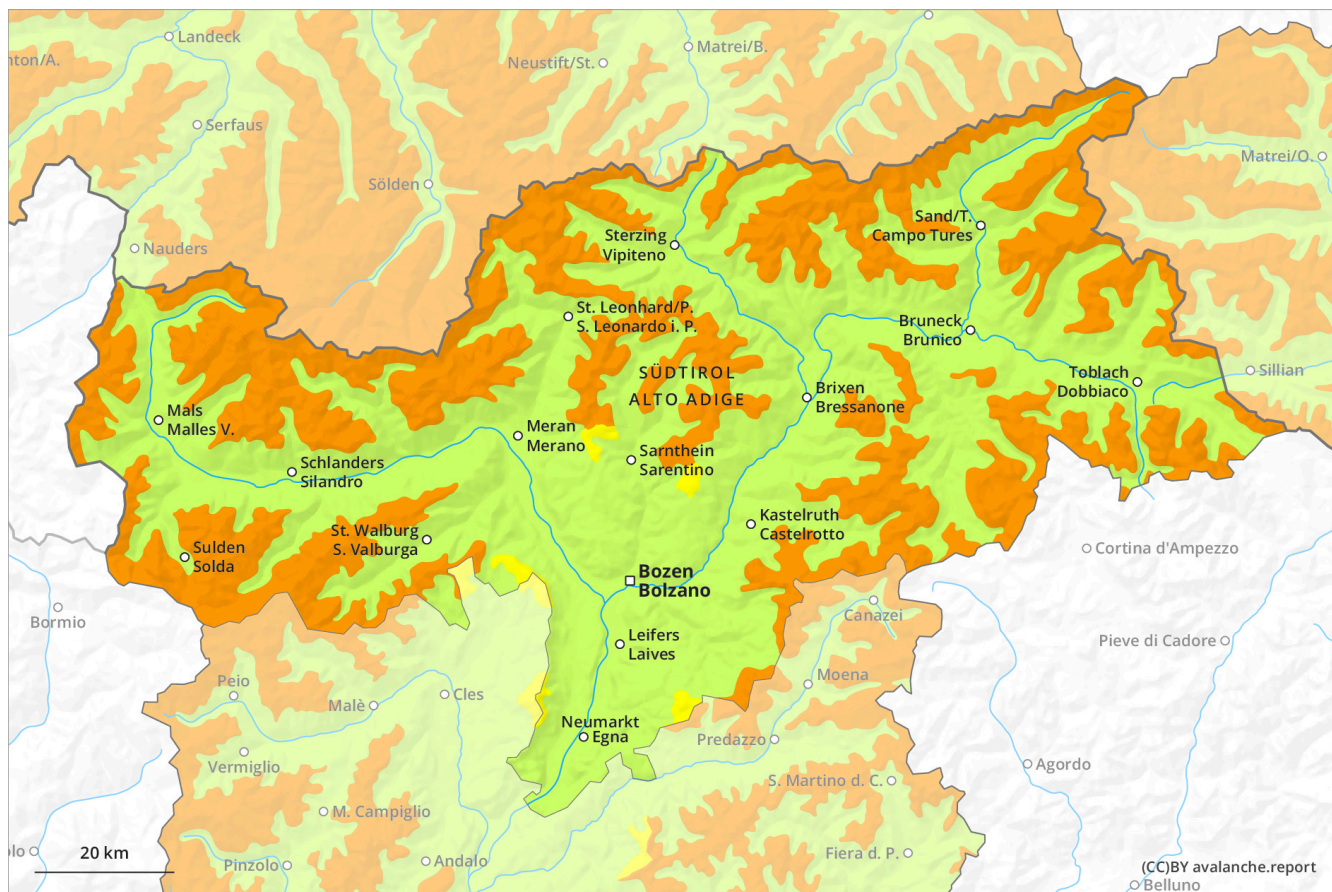 Landeck
nton/A.
Matrei/B.
Neustift/St.
Serfaus
Matrei/O.
Sölden
Sand/T.
Campo Tures
Nauders
Sterzing
Vipiteno
St. Leonhard/P.
S. Leonardo i. P.
Bruneck
Brunico
SÜDTIROL
ALTO ADIGE
Toblach
Dobbiaco
Sillian
Brixen
Bressanone
Mals
Malles V.
Meran
Merano
Sarnthein
Sarentino
Schlanders
Silandro
Kastelruth
Castelrotto
St. Walburg
S. Valburga
Sulden
Solda
Cortina d'Ampezzo
Bozen
Bolzano
Bormio
Canazei
Leifers
Laives
Pieve di Cadore
Peio
Moena
Malè
Cles
Neumarkt
Egna
Predazzo
Vermiglio
Agordo
S. Martino d. C.
M. Campiglio
olo
20 km
Pinzolo
Andalo
Fiera d. P.
(CC)BY avalanche.report
Belluno